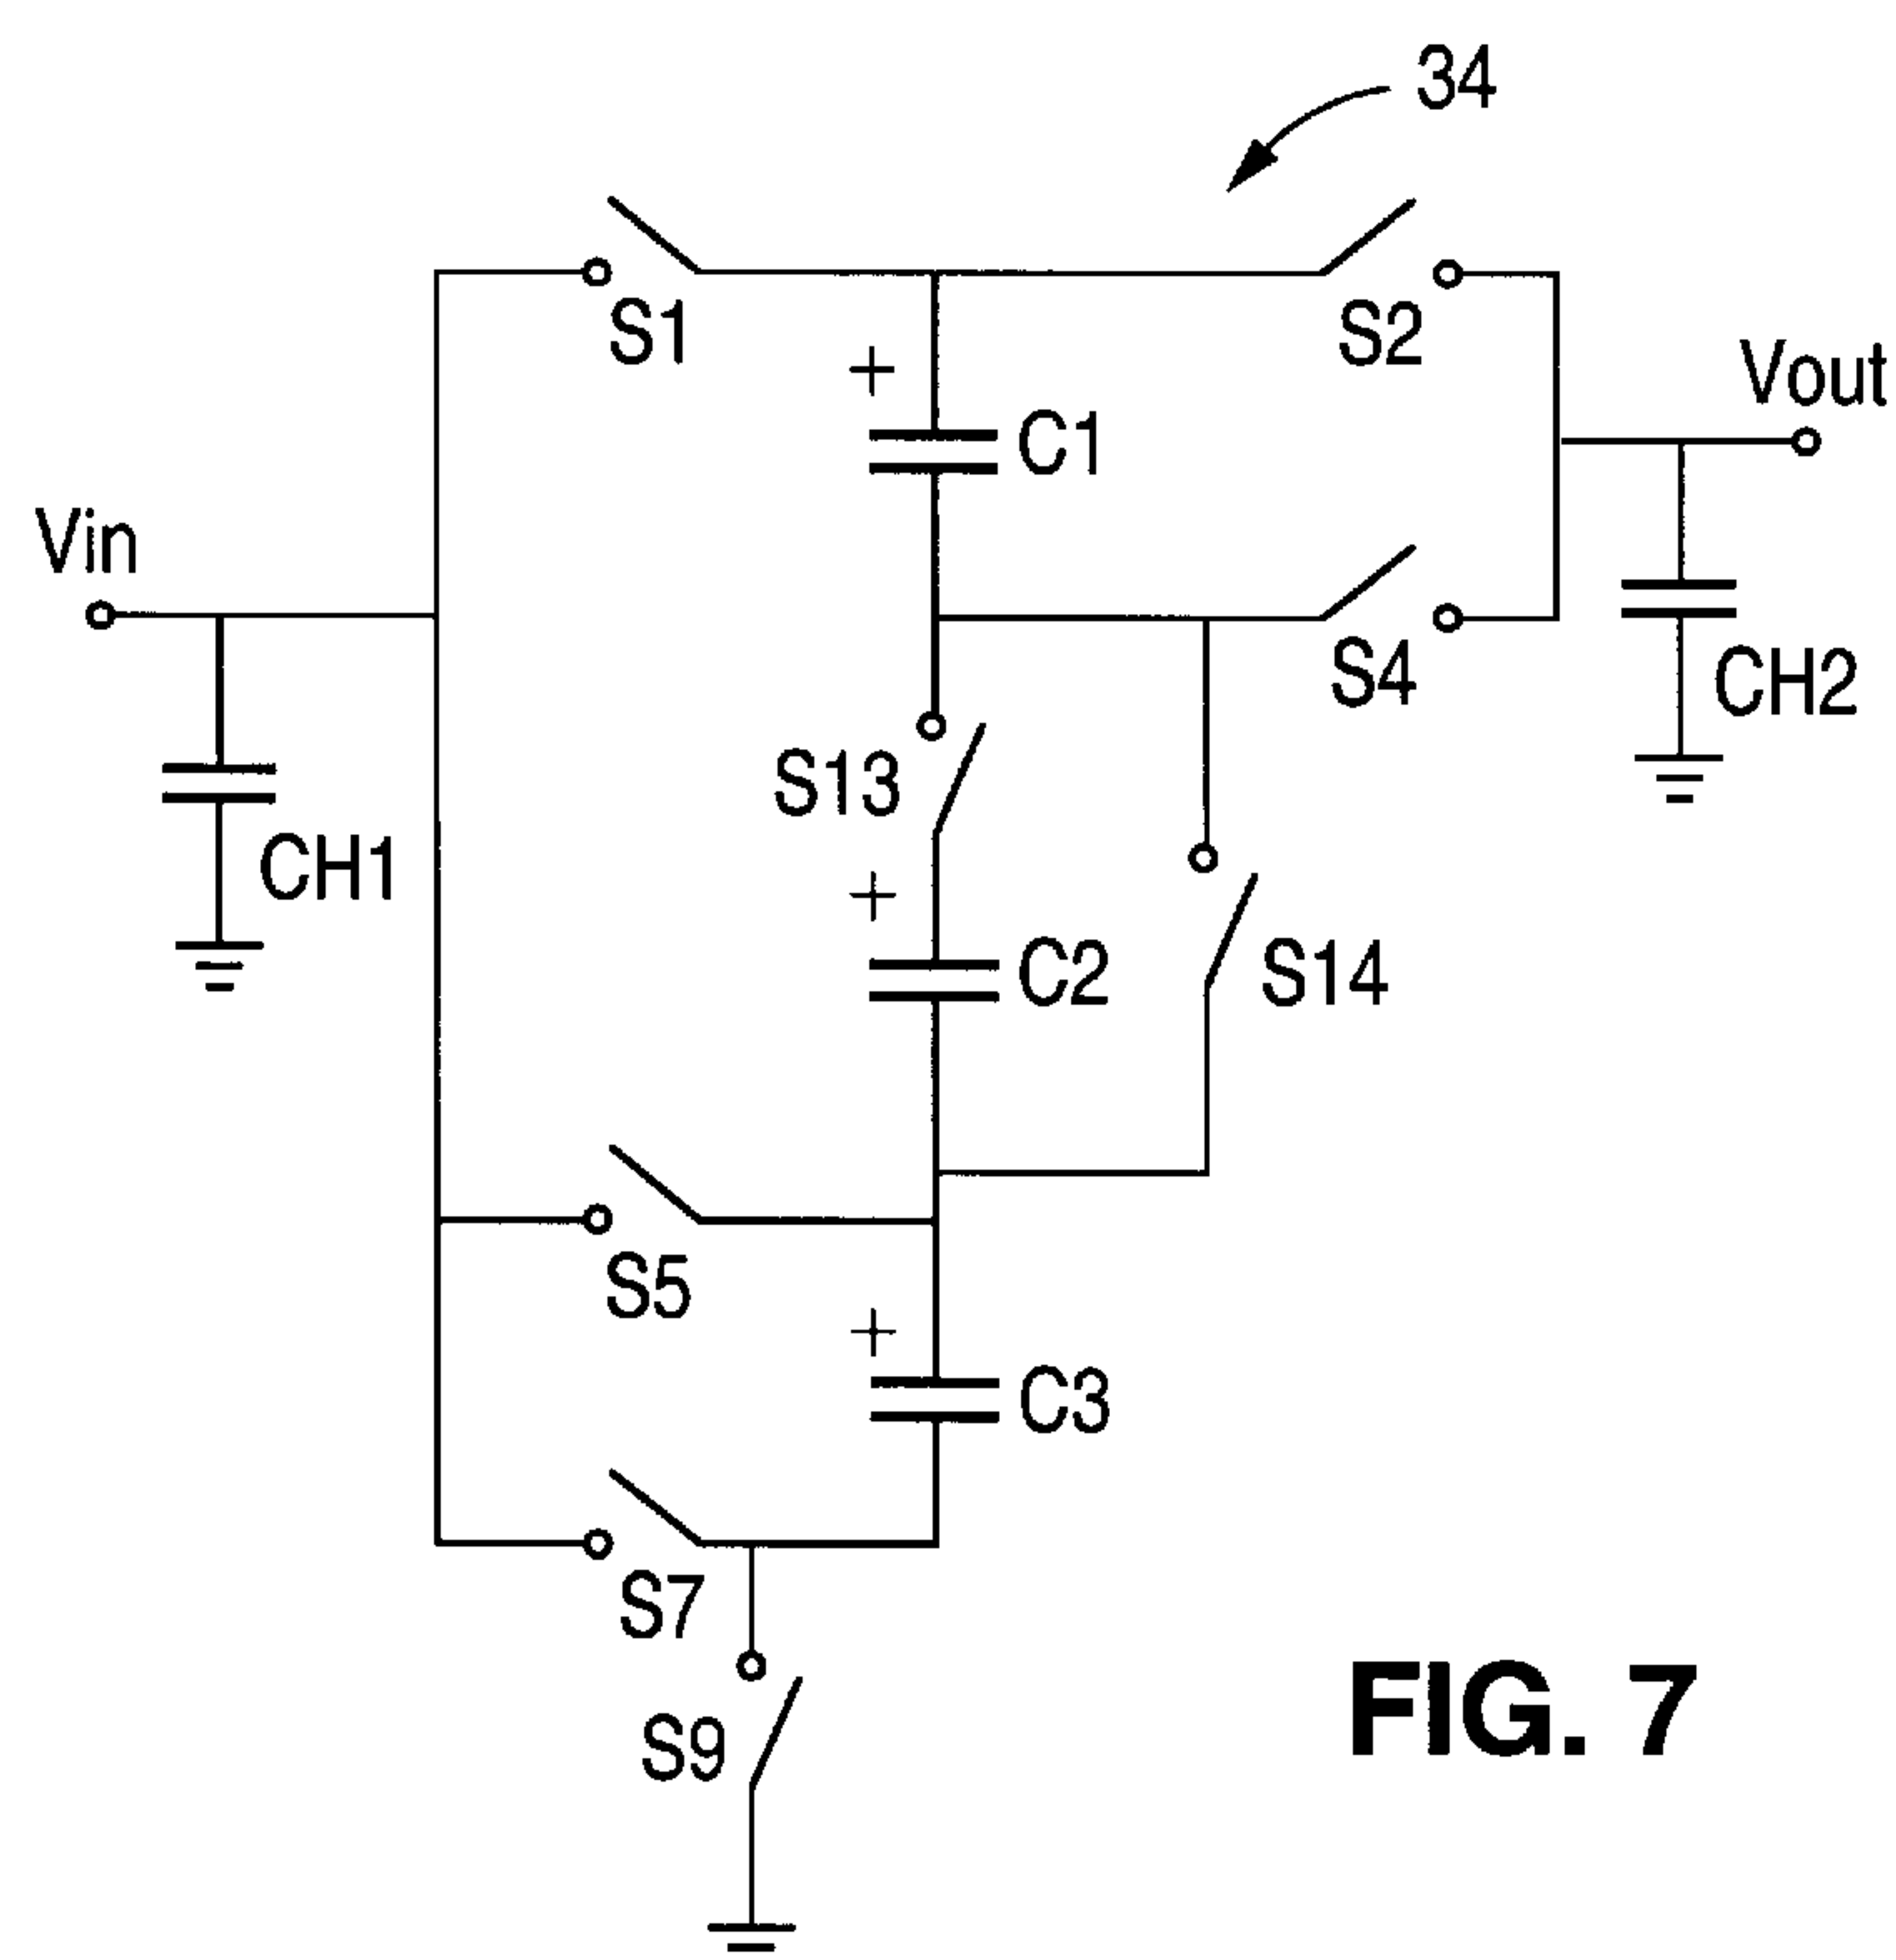 34
S1
S2
+
C1
Vout
Vin
S4
CH2
S13
CH1
+
C2
S14
S5
+
C3
S7
S9
FIG. 7